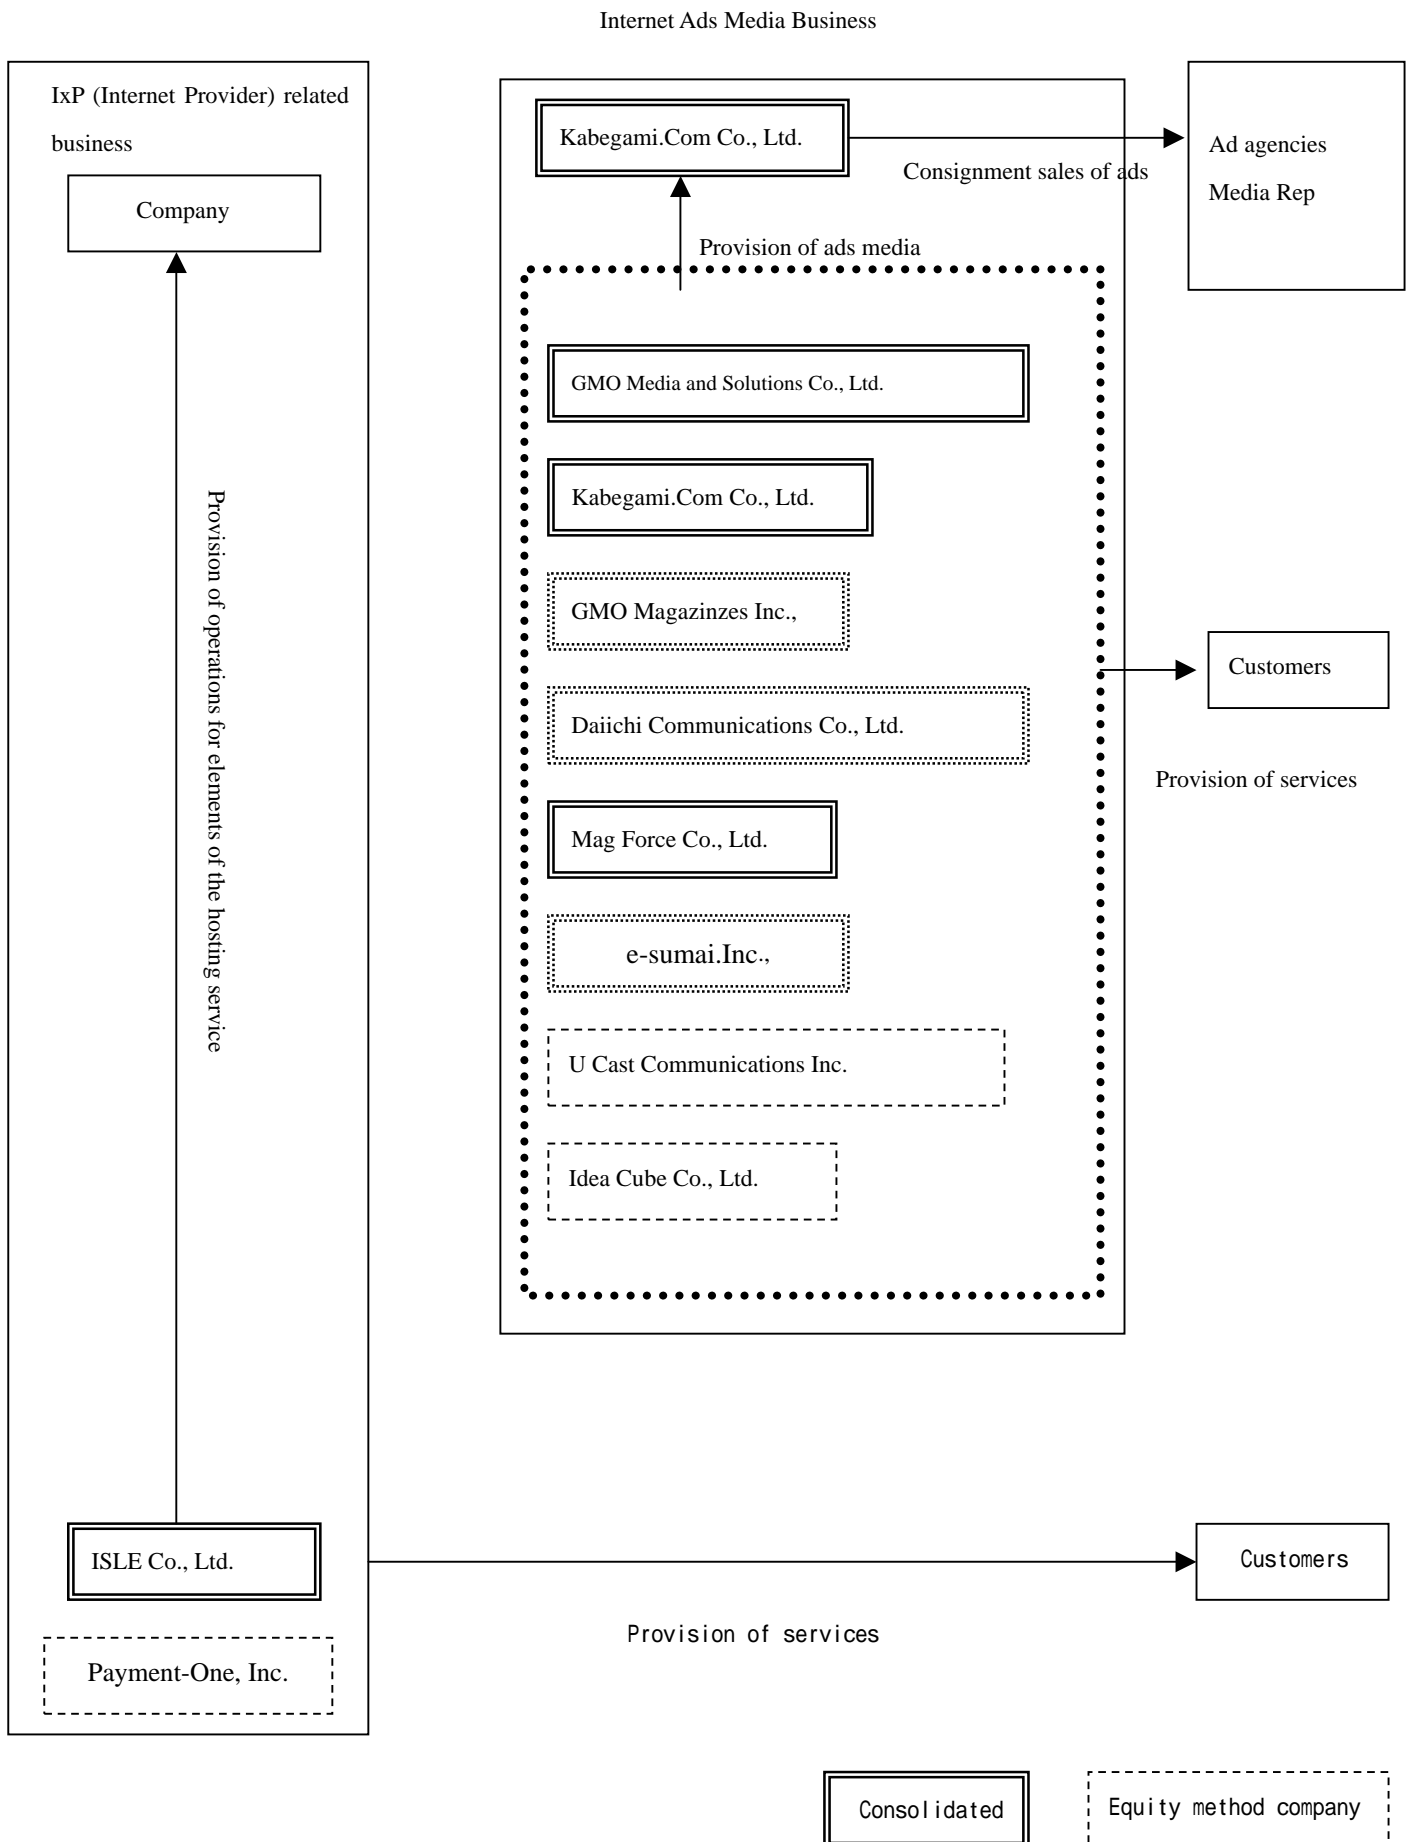 Internet Ads Media Business
IxP (Internet Provider) related
business
Company
Provision of operations for elements of the hosting service
ISLE Co., Ltd.
Payment-One, Inc.
Kabegami.Com Co., Ltd.
Consignment sales of ads
Ad agencies
Media Rep
Provision of ads media
GMO Media and Solutions Co., Ltd.
Kabegami.Com Co., Ltd.
GMO Magazinzes Inc.,
Daiichi Communications Co., Ltd.
Mag Force Co., Ltd.
e-sumai.Inc.,
U Cast Communications Inc.
Idea Cube Co., Ltd.
Customers
Provision of services
Customers
Provision of services
Consolidated
Equity method company